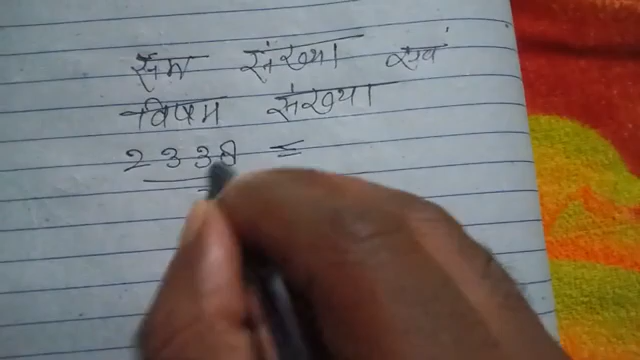 सम संख्या एवं
विषम संख्या
2338 =